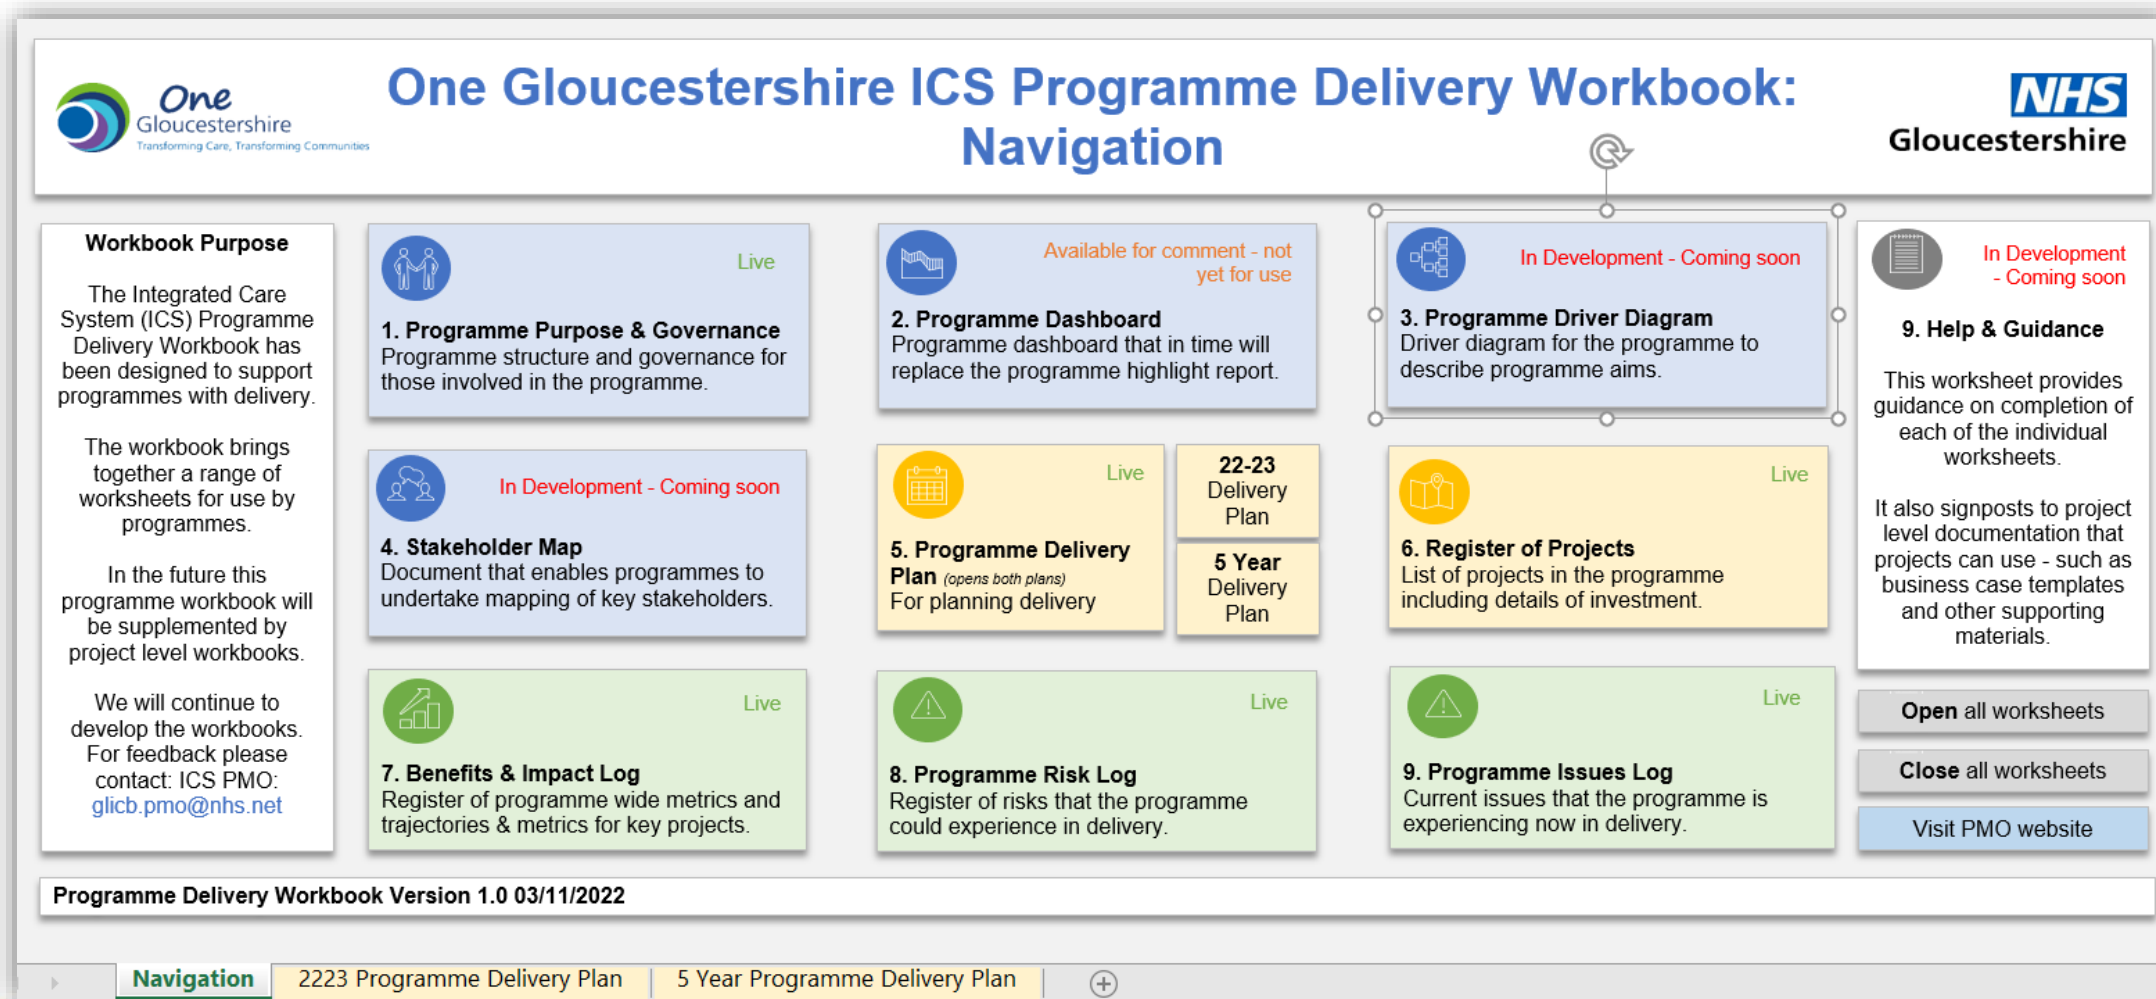 One
Gloucestershire
Transforming Care, Transforming Communities
One Gloucestershire ICS Programme Delivery Workbook:
Navigation
NHS
Gloucestershire
Workbook Purpose
The Integrated Care
System (ICS) Programme
Delivery Workbook has
been designed to support
programmes with delivery.
The workbook brings
together a range of
worksheets for use by
programmes.
In the future this
programme workbook will
be supplemented by
project level workbooks.
We will continue to
develop the workbooks.
For feedback please
contact: ICS PMO:
glicb.pmo@nhs.net
Live
1. Programme Purpose & Governance
Programme structure and governance for
those involved in the programme.
Available for comment - not
yet for use
2. Programme Dashboard
Programme dashboard that in time will
replace the programme highlight report.
In Development - Coming soon
3. Programme Driver Diagram
Driver diagram for the programme to
describe programme aims.
In Development - Coming soon
4. Stakeholder Map
Document that enables programmes to
undertake mapping of key stakeholders.
Live
5. Programme Delivery
Plan (opens both plans)
For planning delivery
22-23
Delivery
Plan
5 Year
Delivery
Plan
Live
6. Register of Projects
List of projects in the programme
including details of investment.
Live
7. Benefits & Impact Log
Register of programme wide metrics and
trajectories & metrics for key projects.
Live
8. Programme Risk Log
Register of risks that the programme
could experience in delivery.
Live
9. Programme Issues Log
Current issues that the programme is
experiencing now in delivery.
In Development
- Coming soon
9. Help & Guidance
This worksheet provides
guidance on completion of
each of the individual
worksheets.
It also signposts to project
level documentation that
projects can use - such as
business case templates
and other supporting
materials.
Open all worksheets
Close all worksheets
Visit PMO website
Programme Delivery Workbook Version 1.0 03/11/2022
Navigation
2223 Programme Delivery Plan
5 Year Programme Delivery Plan